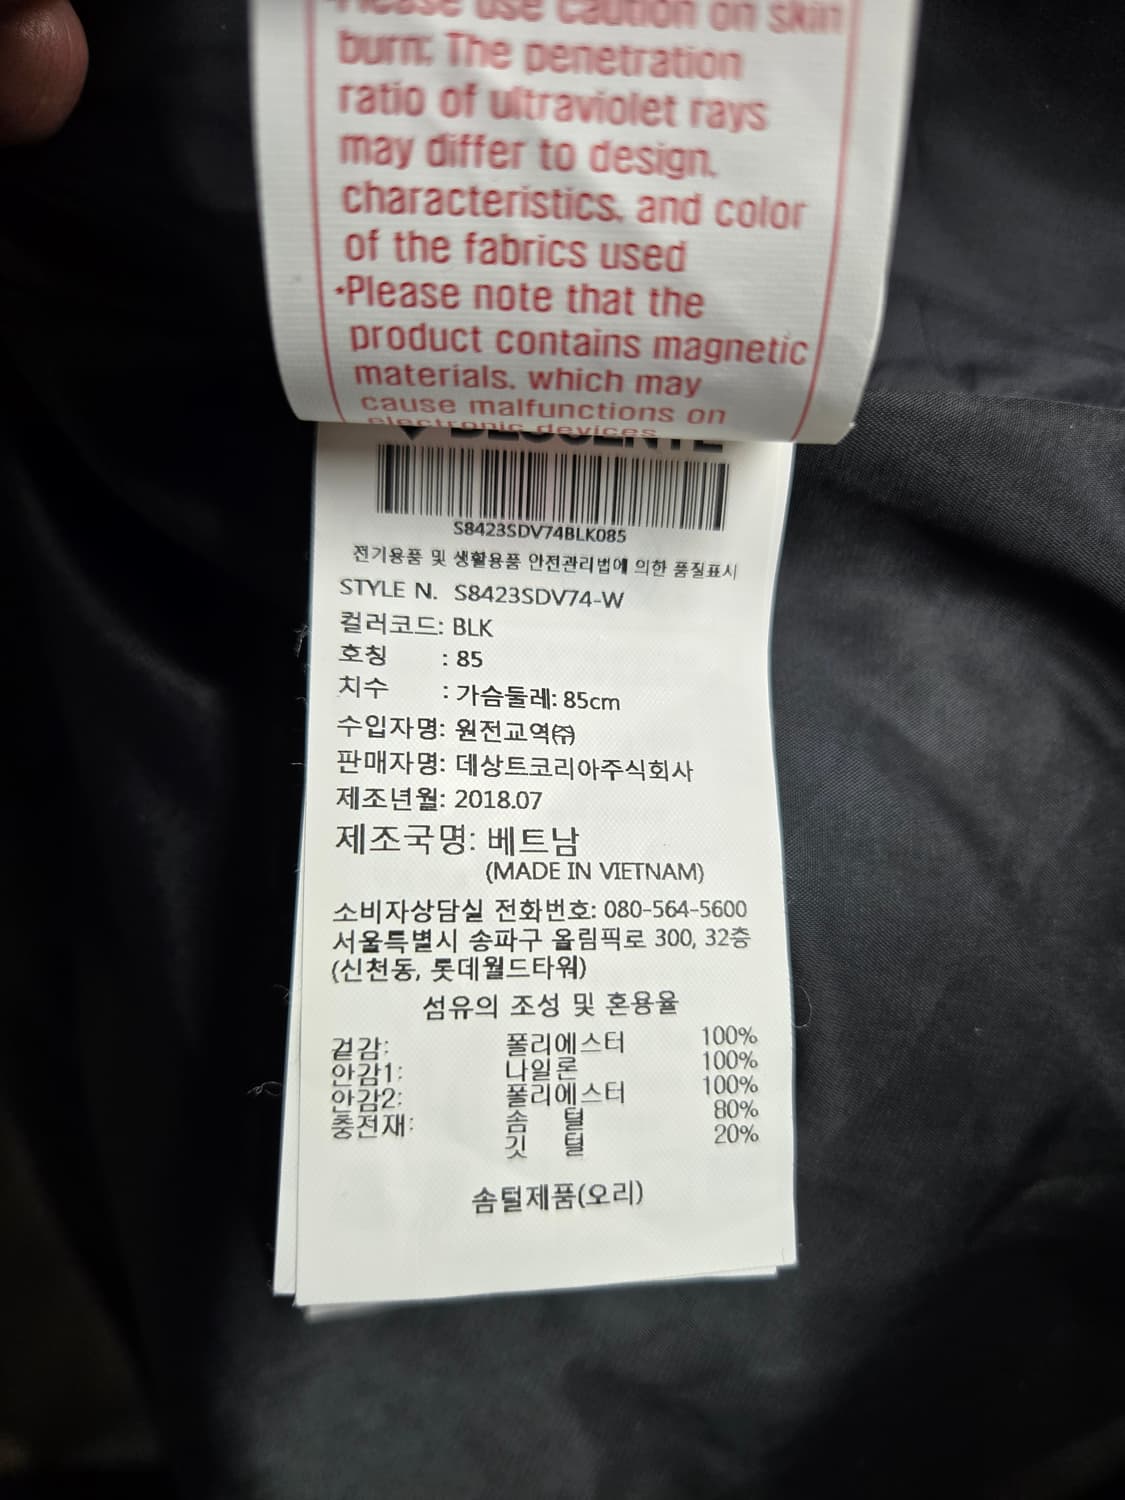 •Please use caution on skin
burn: The penetration
ratio of ultraviolet rays
may differ to design,
characteristics, and color
of the fabrics used
•Please note that the
product contains magnetic
materials. which may
cause malfunctions on
electronic devices
DESCENTE
S8423SDV74BLK085
전기용품 및 생활용품 안전관리법에 의한 품질표시
STYLE N. S8423SDV74-W
컬러코드: BLK
호칭 : 85
치수 : 가슴둘레: 85cm
수입자명: 원전교역㈜
판매자명: 데상트코리아주식회사
제조년월: 2018.07
제조국명: 베트남
(MADE IN VIETNAM)
소비자상담실 전화번호: 080-564-5600
서울특별시 송파구 올림픽로 300, 32층
(신천동, 롯데월드타워)
섬유의 조성 및 혼용율
겉감: 폴리에스터 100%
안감1: 나일론 100%
안감2: 폴리에스터 100%
충전재: 솜 털 80%
깃 털 20%
솜털제품(오리)